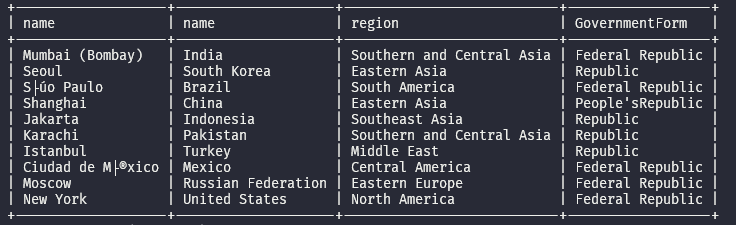 name | name | region | GovernmentForm
Mumbai (Bombay) | India | Southern and Central Asia | Federal Republic
Seoul | South Korea | Eastern Asia | Republic
S├úo Paulo | Brazil | South America | Federal Republic
Shanghai | China | Eastern Asia | People'sRepublic
Jakarta | Indonesia | Southeast Asia | Republic
Karachi | Pakistan | Southern and Central Asia | Republic
Istanbul | Turkey | Middle East | Republic
Ciudad de M├®xico | Mexico | Central America | Federal Republic
Moscow | Russian Federation | Eastern Europe | Federal Republic
New York | United States | North America | Federal Republic